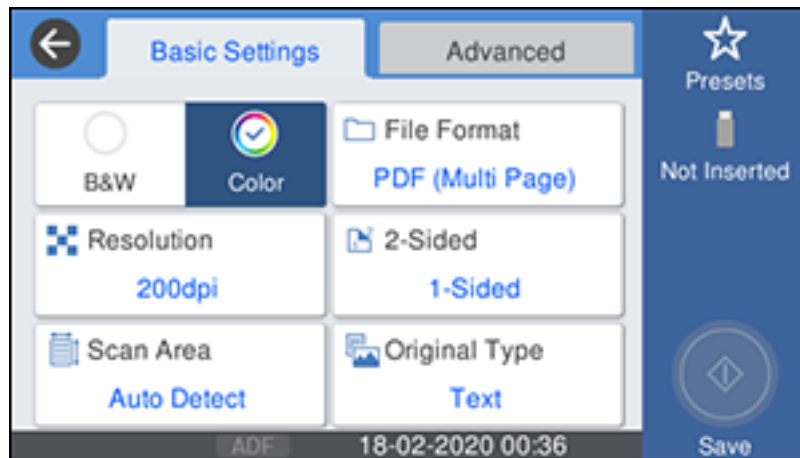 Basic Settings
Advanced
Presets
Not Inserted
B&W
Color
File Format
PDF (Multi Page)
Resolution
200dpi
2-Sided
1-Sided
Scan Area
Auto Detect
Original Type
Text
ADF
18-02-2020 00:36
Save